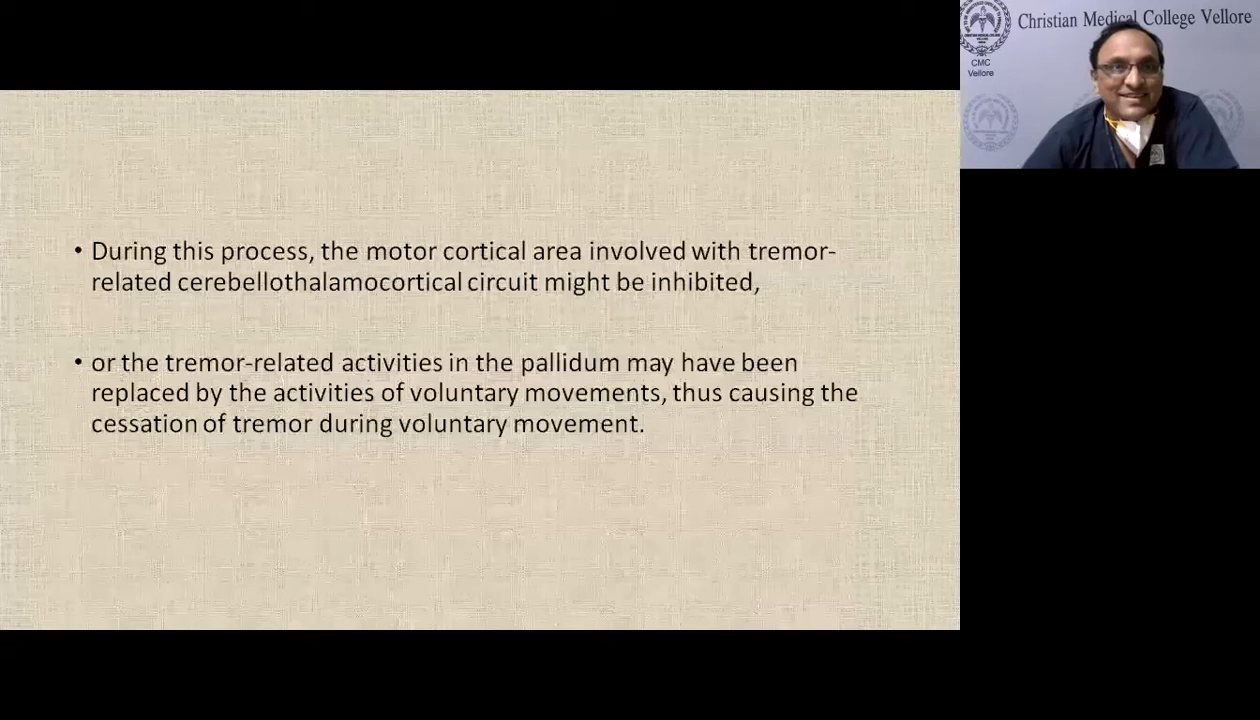 Christian Medical College Vellore
CMC
Vellore
• During this process, the motor cortical area involved with tremor-
related cerebellothalamocortical circuit might be inhibited,
• or the tremor-related activities in the pallidum may have been
replaced by the activities of voluntary movements, thus causing the
cessation of tremor during voluntary movement.